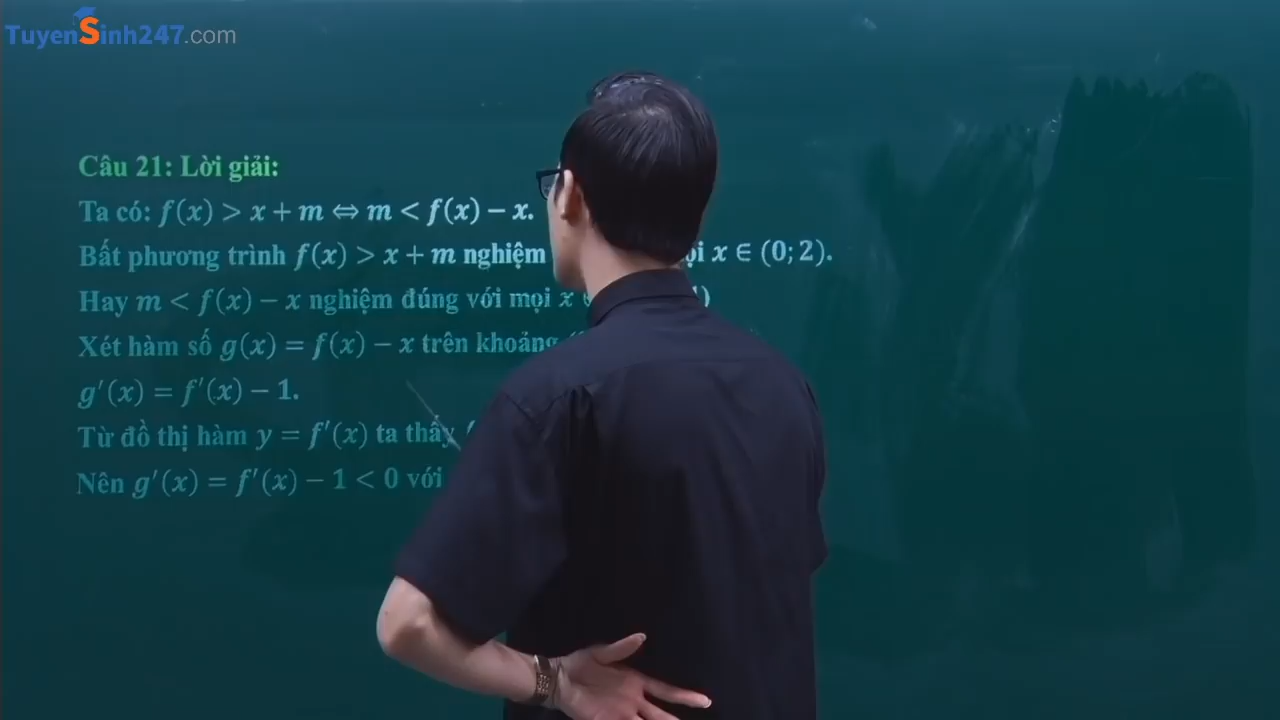 TuyenSinh247.com
Câu 21: Lời giải:
Ta có: f(x) > x + m ⇔ m < f(x) − x.
Bất phương trình f(x) > x + m nghiệm x ∈ (0; 2).
Hay m < f(x) − x nghiệm đúng với mọi x
Xét hàm số g(x) = f(x) − x trên khoảng
g′(x) = f′(x) − 1.
Từ đồ thị hàm y = f′(x) ta thấy
Nên g′(x) = f′(x) − 1 < 0 với